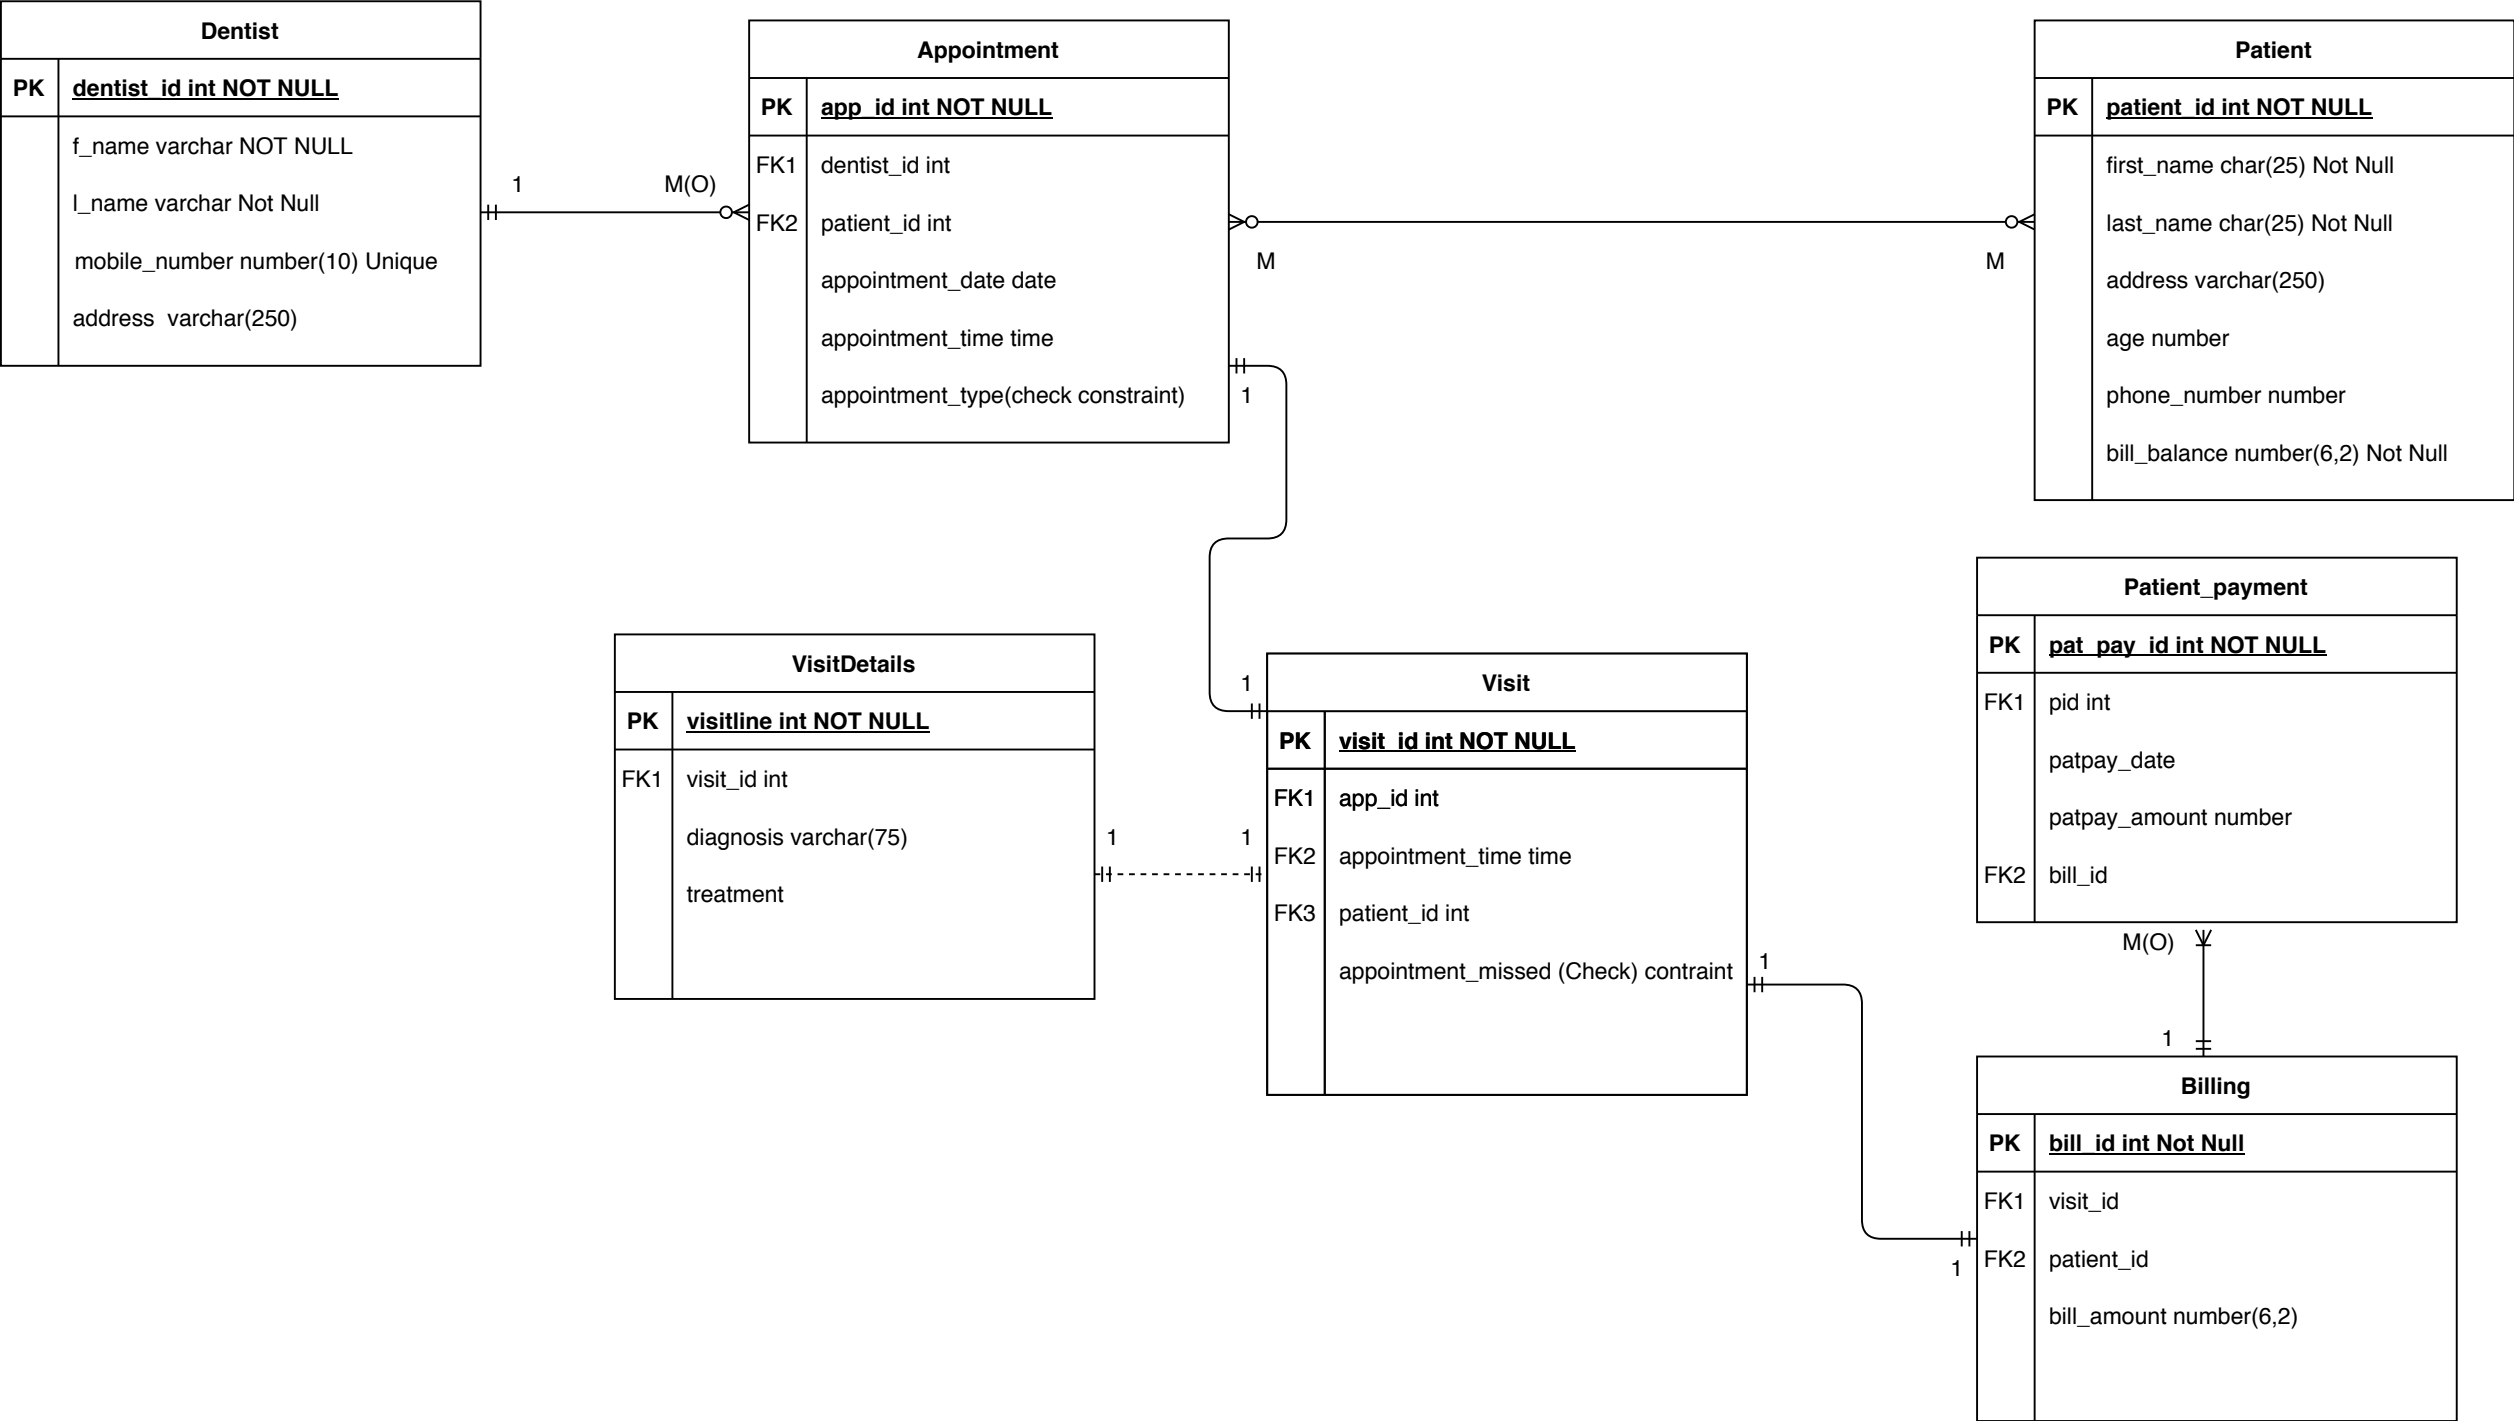 Dentist
PK dentist_id int NOT NULL
f_name varchar NOT NULL
l_name varchar Not Null
mobile_number number(10) Unique
address  varchar(250)
1
M(O)
Appointment
PK app_id int NOT NULL
FK1 dentist_id int
FK2 patient_id int
appointment_date date
appointment_time time
appointment_type(check constraint)
M
M
1
Patient
PK patient_id int NOT NULL
first_name char(25) Not Null
last_name char(25) Not Null
address varchar(250)
age number
phone_number number
bill_balance number(6,2) Not Null
VisitDetails
PK visitline int NOT NULL
FK1 visit_id int
diagnosis varchar(75)
treatment
1
1
1
Visit
PK visit_id int NOT NULL
FK1 app_id int
FK2 appointment_time time
FK3 patient_id int
appointment_missed (Check) contraint
1
Patient_payment
PK pat_pay_id int NOT NULL
FK1 pid int
patpay_date
patpay_amount number
FK2 bill_id
M(O)
1
Billing
PK bill_id int Not Null
FK1 visit_id
FK2 patient_id
1
bill_amount number(6,2)